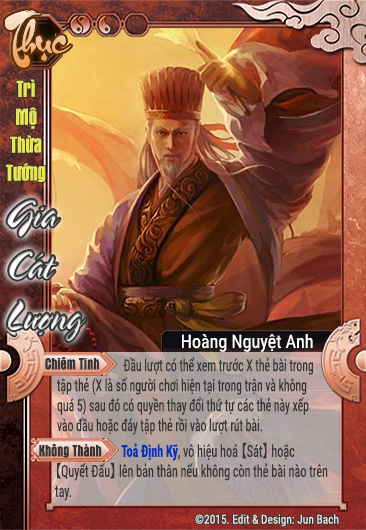 Thục
Trì
Mộ
Thừa
Tướng
Gia
Cát
Lượng
Hoàng Nguyệt Anh
Chiêm Tinh Đầu lượt có thể xem trước X thẻ bài trong
tập thẻ (X là số người chơi hiện tại trong trận và không
quá 5) sau đó có quyền thay đổi thứ tự các thẻ này xếp
vào đầu hoặc đáy tập thẻ rồi vào lượt rút bài.
Không Thành Toả Định Kỹ, vô hiệu hoá【Sát】hoặc
【Quyết Đấu】lên bản thân nếu không còn thẻ bài nào trên
tay.
©2015. Edit & Design: Jun Bach